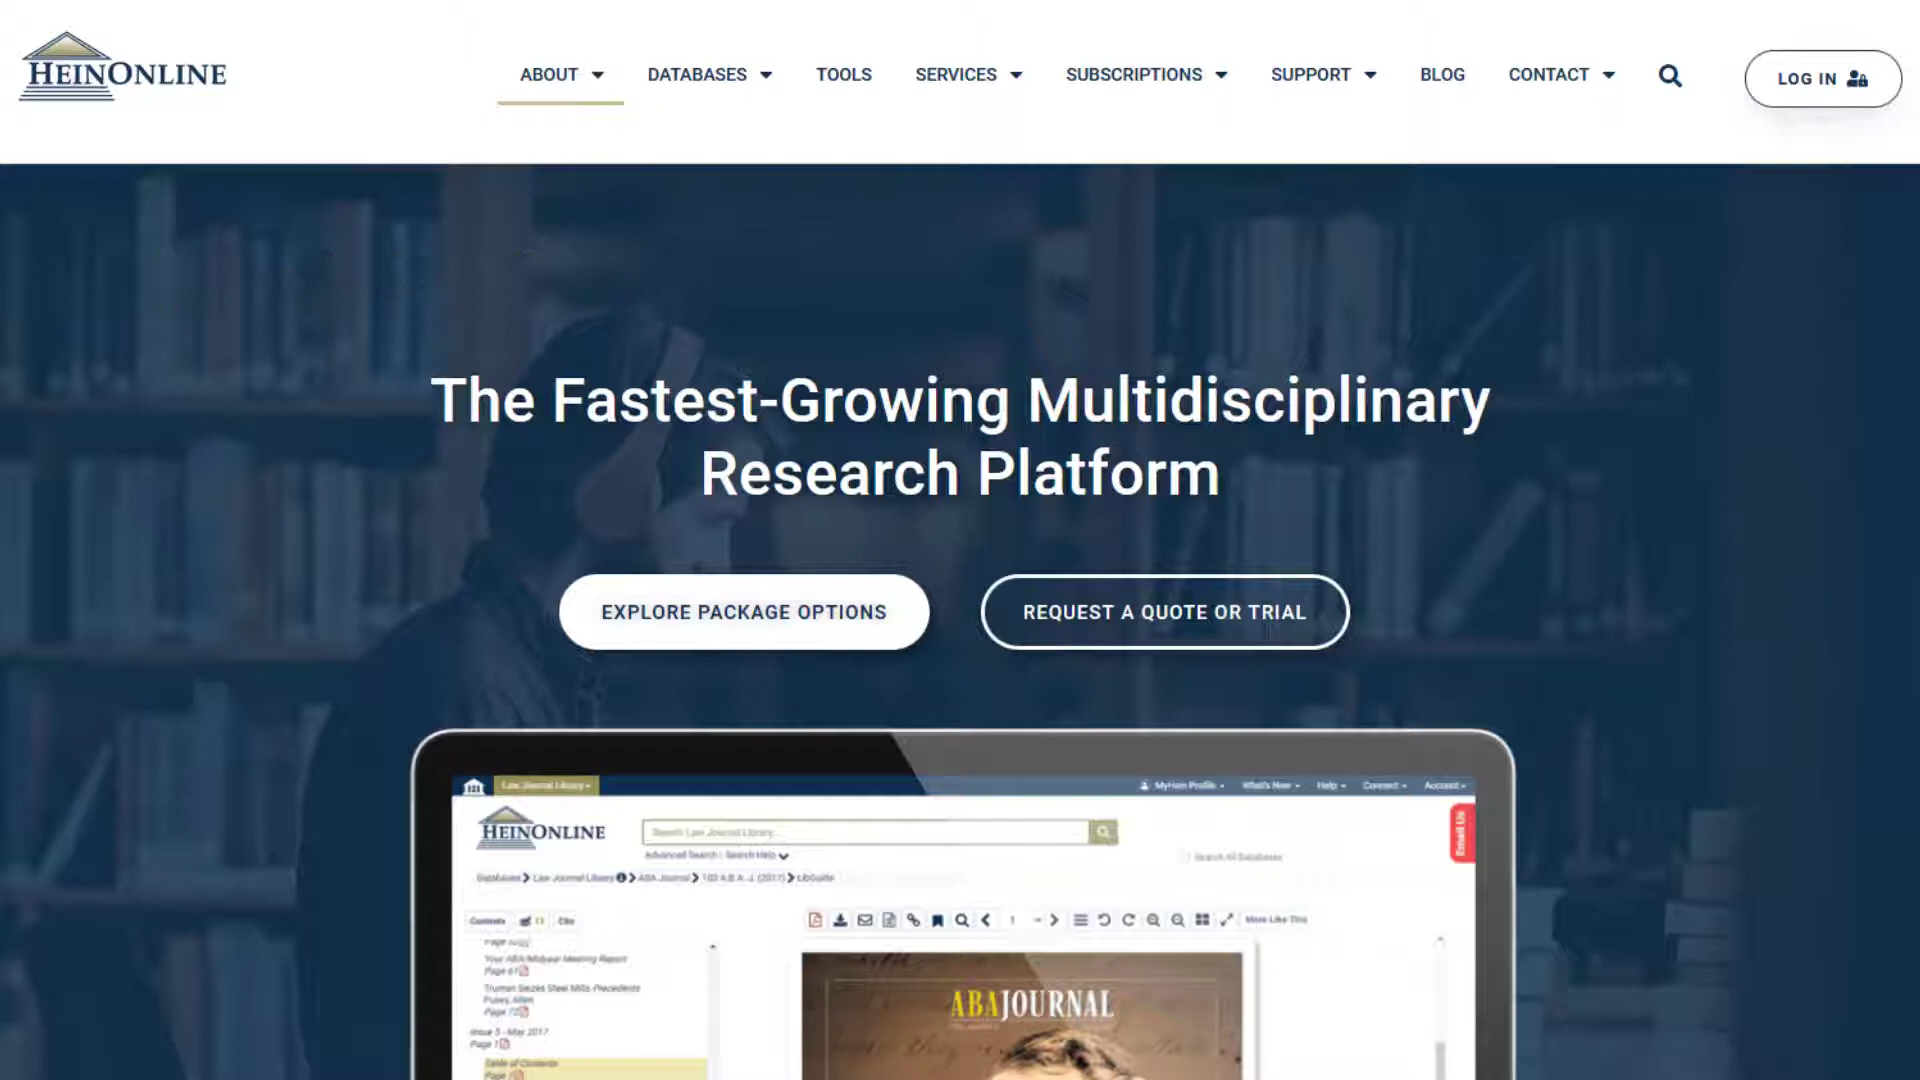 HEINONLINE
ABOUT
DATABASES
TOOLS
SERVICES
SUBSCRIPTIONS
SUPPORT
BLOG
CONTACT
LOG IN
The Fastest-Growing Multidisciplinary
Research Platform
EXPLORE PACKAGE OPTIONS
REQUEST A QUOTE OR TRIAL
Law Journal Library
MyHein Profile
What's New
Help
Connect
Account
HEINONLINE
Search Law Journal Library...
Advanced Search | Search Help
Search All Databases
Email Us
Databases > Law Journal Library > ABA Journal > 103 A.B.A. J. (2017) > LibGuide
Contents
Cite
1
More Like This
Your ABA/Midyear Meeting Report
Page 61
Truman Seizes Steel Mills Precedents
Pusey, Allen
Page 72
Issue 5 - May 2017
Page 1
Table of Contents
Page
ABAJOURNAL